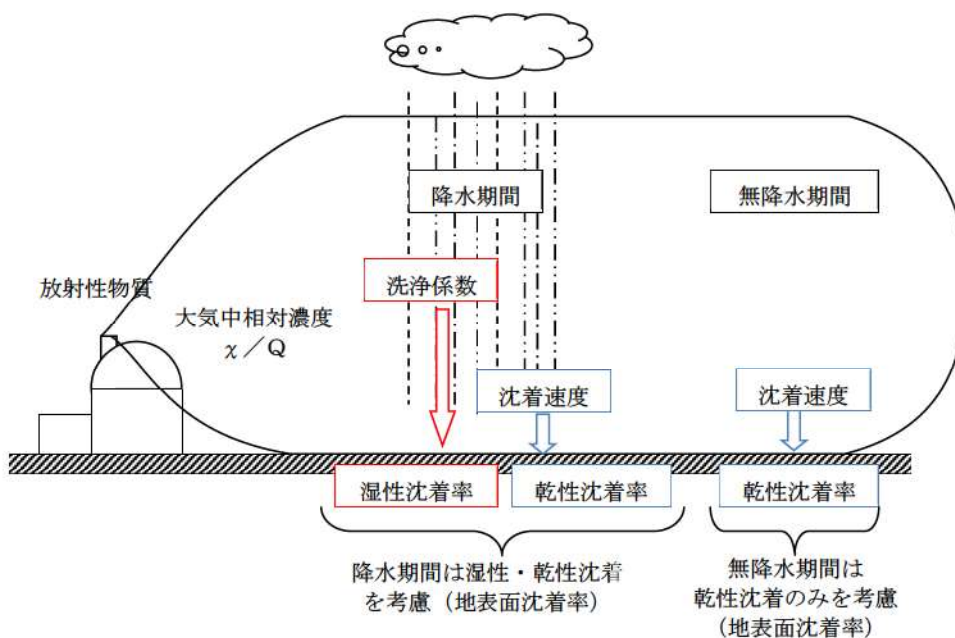 降水期間
無降水期間
洗浄係数
放射性物質
大気中相対濃度
χ／Q
沈着速度
沈着速度
湿性沈着率
乾性沈着率
乾性沈着率
降水期間は湿性・乾性沈着
を考慮（地表面沈着率）
無降水期間は
乾性沈着のみを考慮
（地表面沈着率）